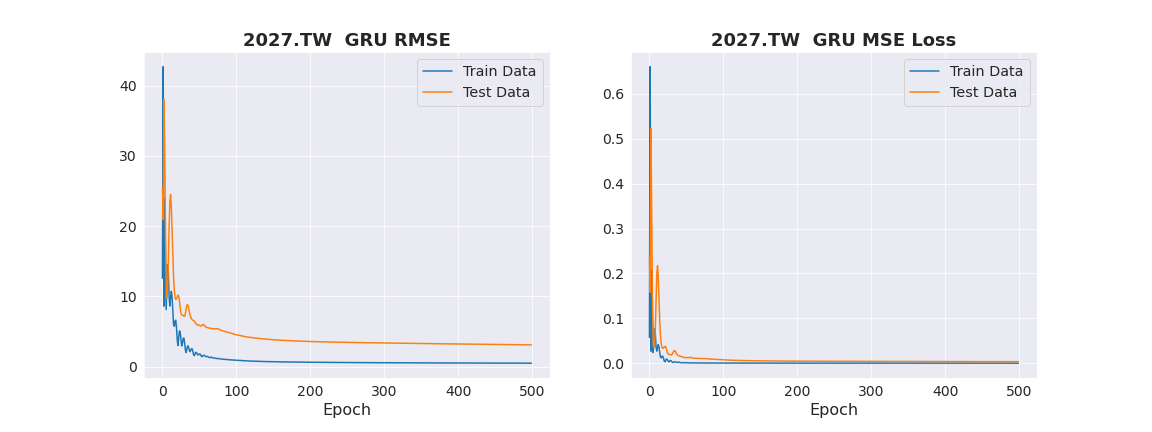 2027.TW  GRU RMSE
Train Data
Test Data
40
30
20
10
0
0 100 200 300 400 500
Epoch
2027.TW  GRU MSE Loss
Train Data
Test Data
0.6
0.5
0.4
0.3
0.2
0.1
0.0
0 100 200 300 400 500
Epoch